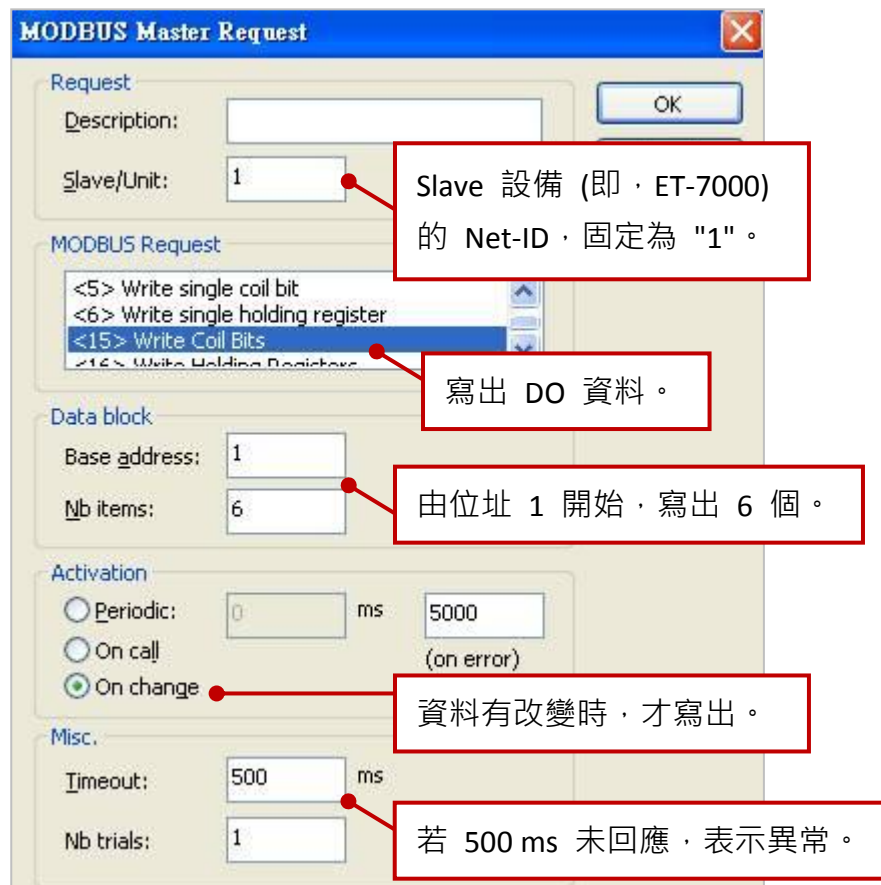 MODBUS Master Request
Request
OK
Description:
Slave/Unit: 1
Slave 設備 (即，ET-7000)
的 Net-ID，固定為 "1"。
MODBUS Request
<5> Write single coil bit
<6> Write single holding register
<15> Write Coil Bits
<16> Write Holding Registers
寫出 DO 資料。
Data block
Base address: 1
Nb items: 6
由位址 1 開始，寫出 6 個。
Activation
Periodic: 0 ms 5000
On call (on error)
On change
資料有改變時，才寫出。
Misc.
Timeout: 500 ms
Nb trials: 1
若 500 ms 未回應，表示異常。